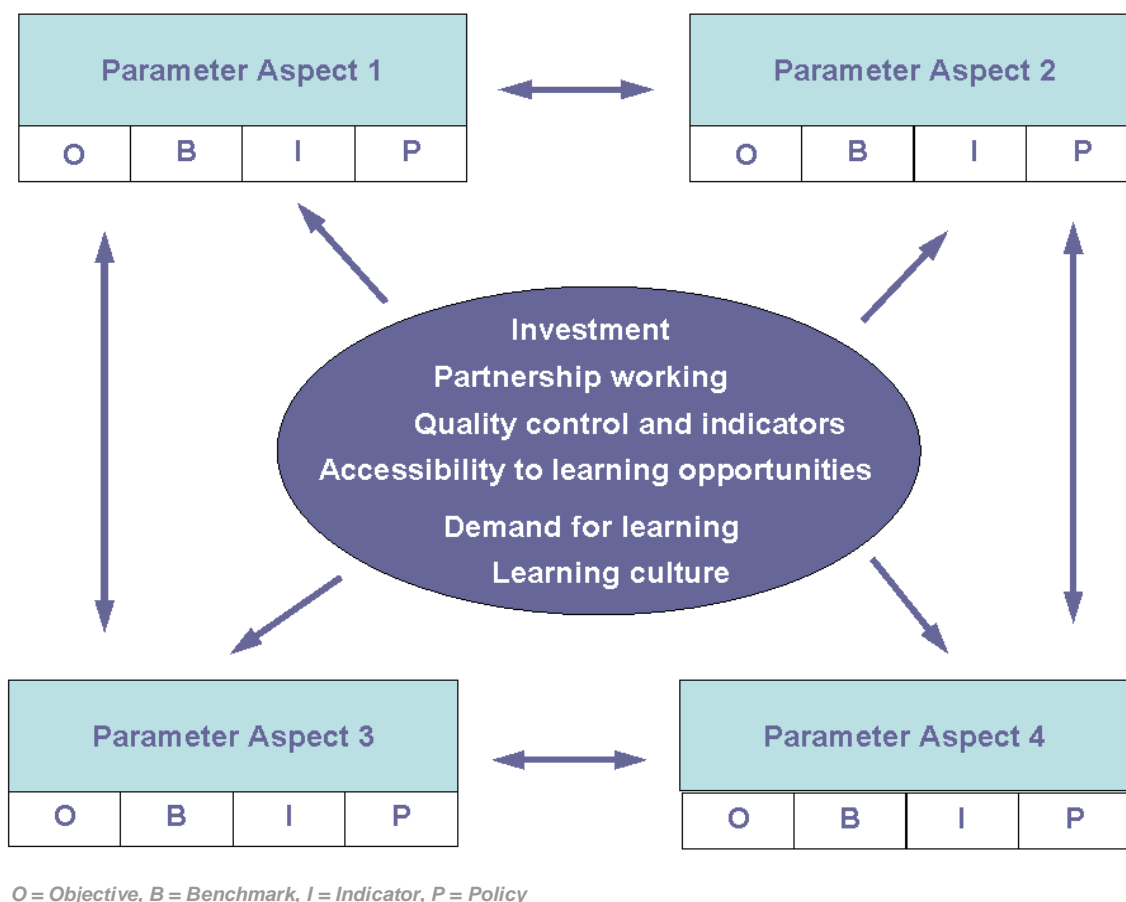 Parameter Aspect 1
O B I P
Parameter Aspect 2
O B I P
Investment
Partnership working
Quality control and indicators
Accessibility to learning opportunities
Demand for learning
Learning culture
Parameter Aspect 3
O B I P
Parameter Aspect 4
O B I P
O = Objective, B = Benchmark, I = Indicator, P = Policy